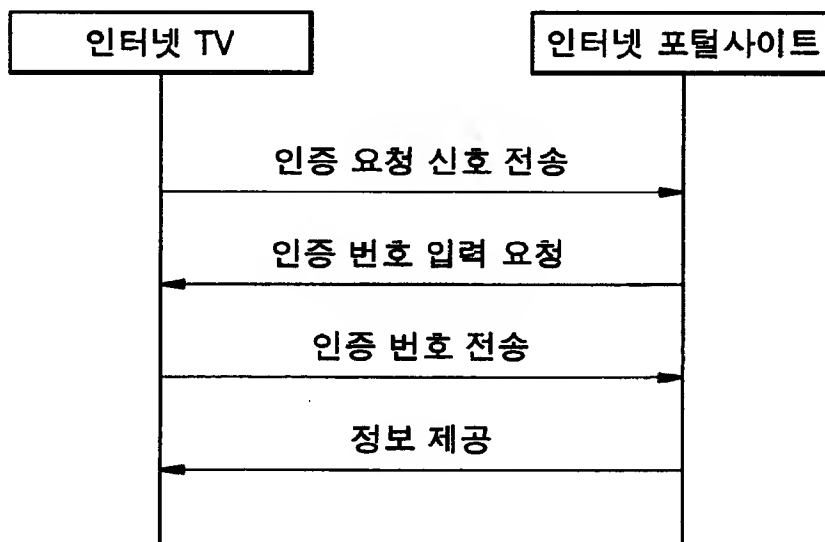 인터넷 TV
인터넷 포털사이트
인증 요청 신호 전송
인증 번호 입력 요청
인증 번호 전송
정보 제공